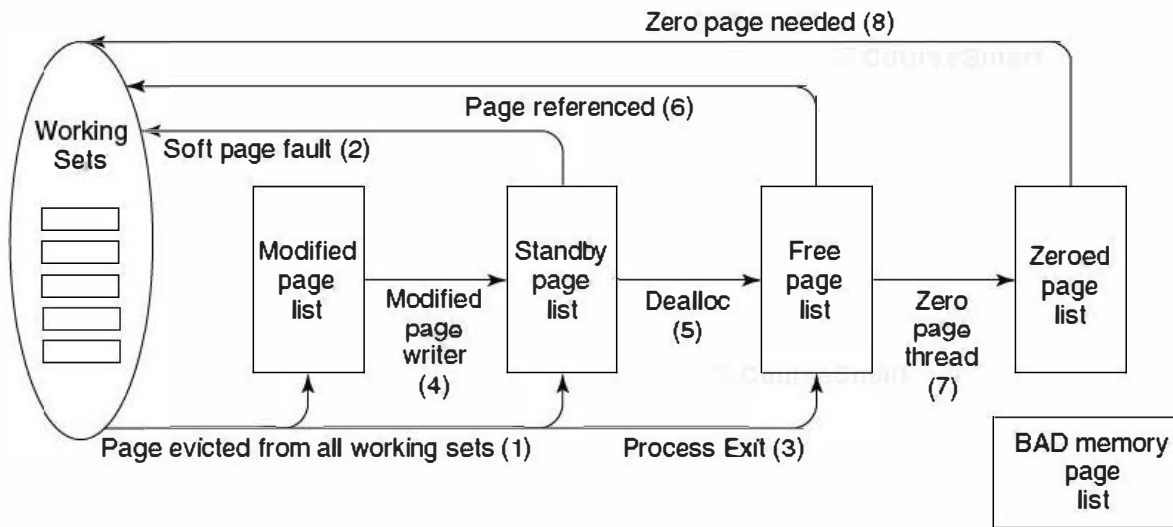 Zero page needed (8)
CourseSmart
Page referenced (6)
Soft page fault (2)
Working
Sets
Modified
page
list
Modified
page
writer
(4)
Standby
page
list
Dealloc
(5)
Free
page
list
Zero
page
thread
(7)
Zeroed
page
list
CourseSmart
Page evicted from all working sets (1)
Process Exit (3)
BAD memory
page
list